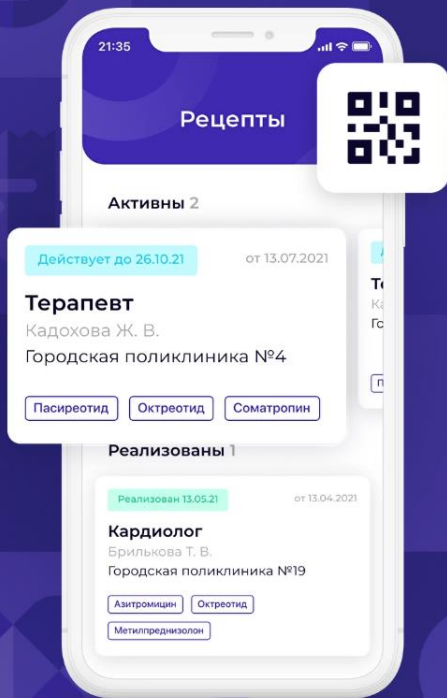 21:35
Рецепты
Активны 2
Действует до 26.10.21
от 13.07.2021
Терапевт
Кадохова Ж. В.
Городская поликлиника №4
Пасиреотид Октреотид Соматропин
Реализованы 1
Реализован 13.05.21
от 13.04.2021
Кардиолог
Брилькова Т. В.
Городская поликлиника №19
Азитромицин Октреотид
Метилпреднизолон